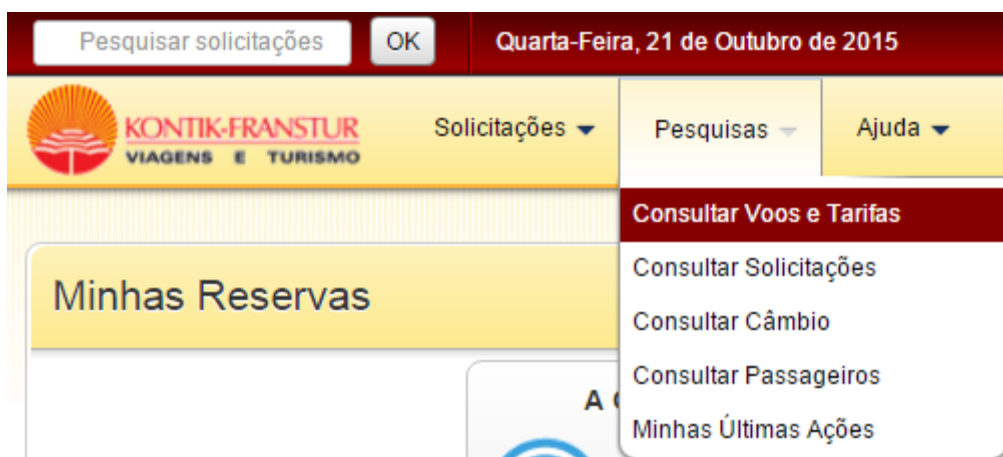 Pesquisar solicitações OK Quarta-Feira, 21 de Outubro de 2015
KONTIK-FRANSTUR
VIAGENS E TURISMO
Solicitações Pesquisas Ajuda
Consultar Voos e Tarifas
Consultar Solicitações
Consultar Câmbio
Consultar Passageiros
Minhas Últimas Ações
Minhas Reservas
A